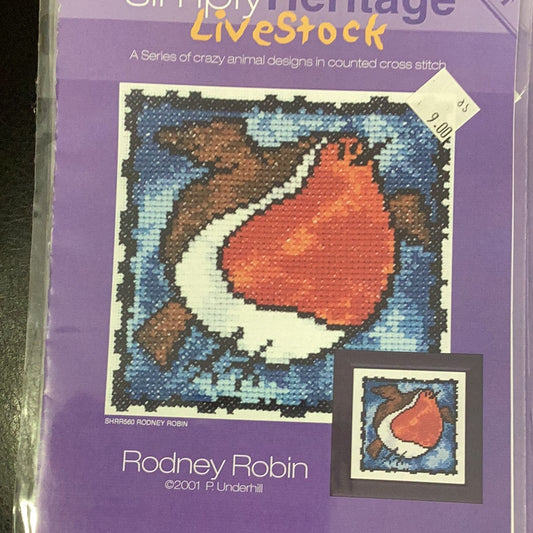 Simply Heritage
LiveStock
A Series of crazy animal designs in counted cross stitch
9.00
SHRR560 RODNEY ROBIN
Rodney Robin
©2001 P. Underhill